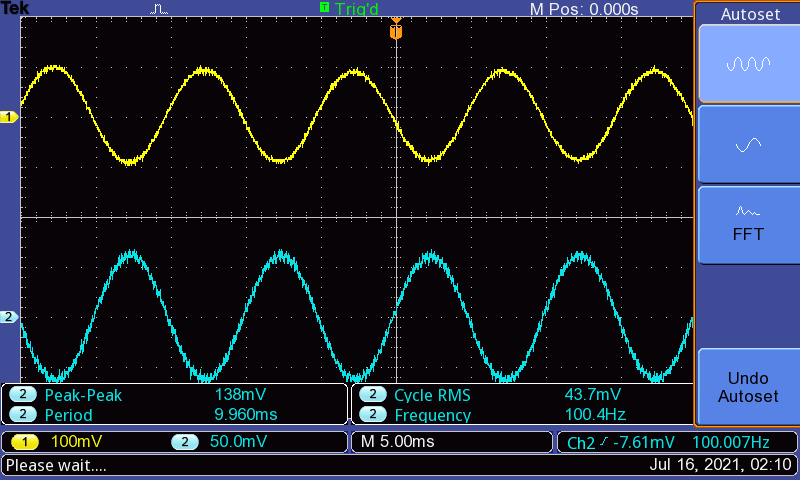 Tek T Trig'd M Pos: 0.000s
Autoset
T
1
FFT
2
Undo
Autoset
2 Peak-Peak 138mV 2 Cycle RMS 43.7mV
2 Period 9.960ms 2 Frequency 100.4Hz
1 100mV 2 50.0mV M 5.00ms Ch2 -7.61mV 100.007Hz
Please wait.... Jul 16, 2021, 02:10